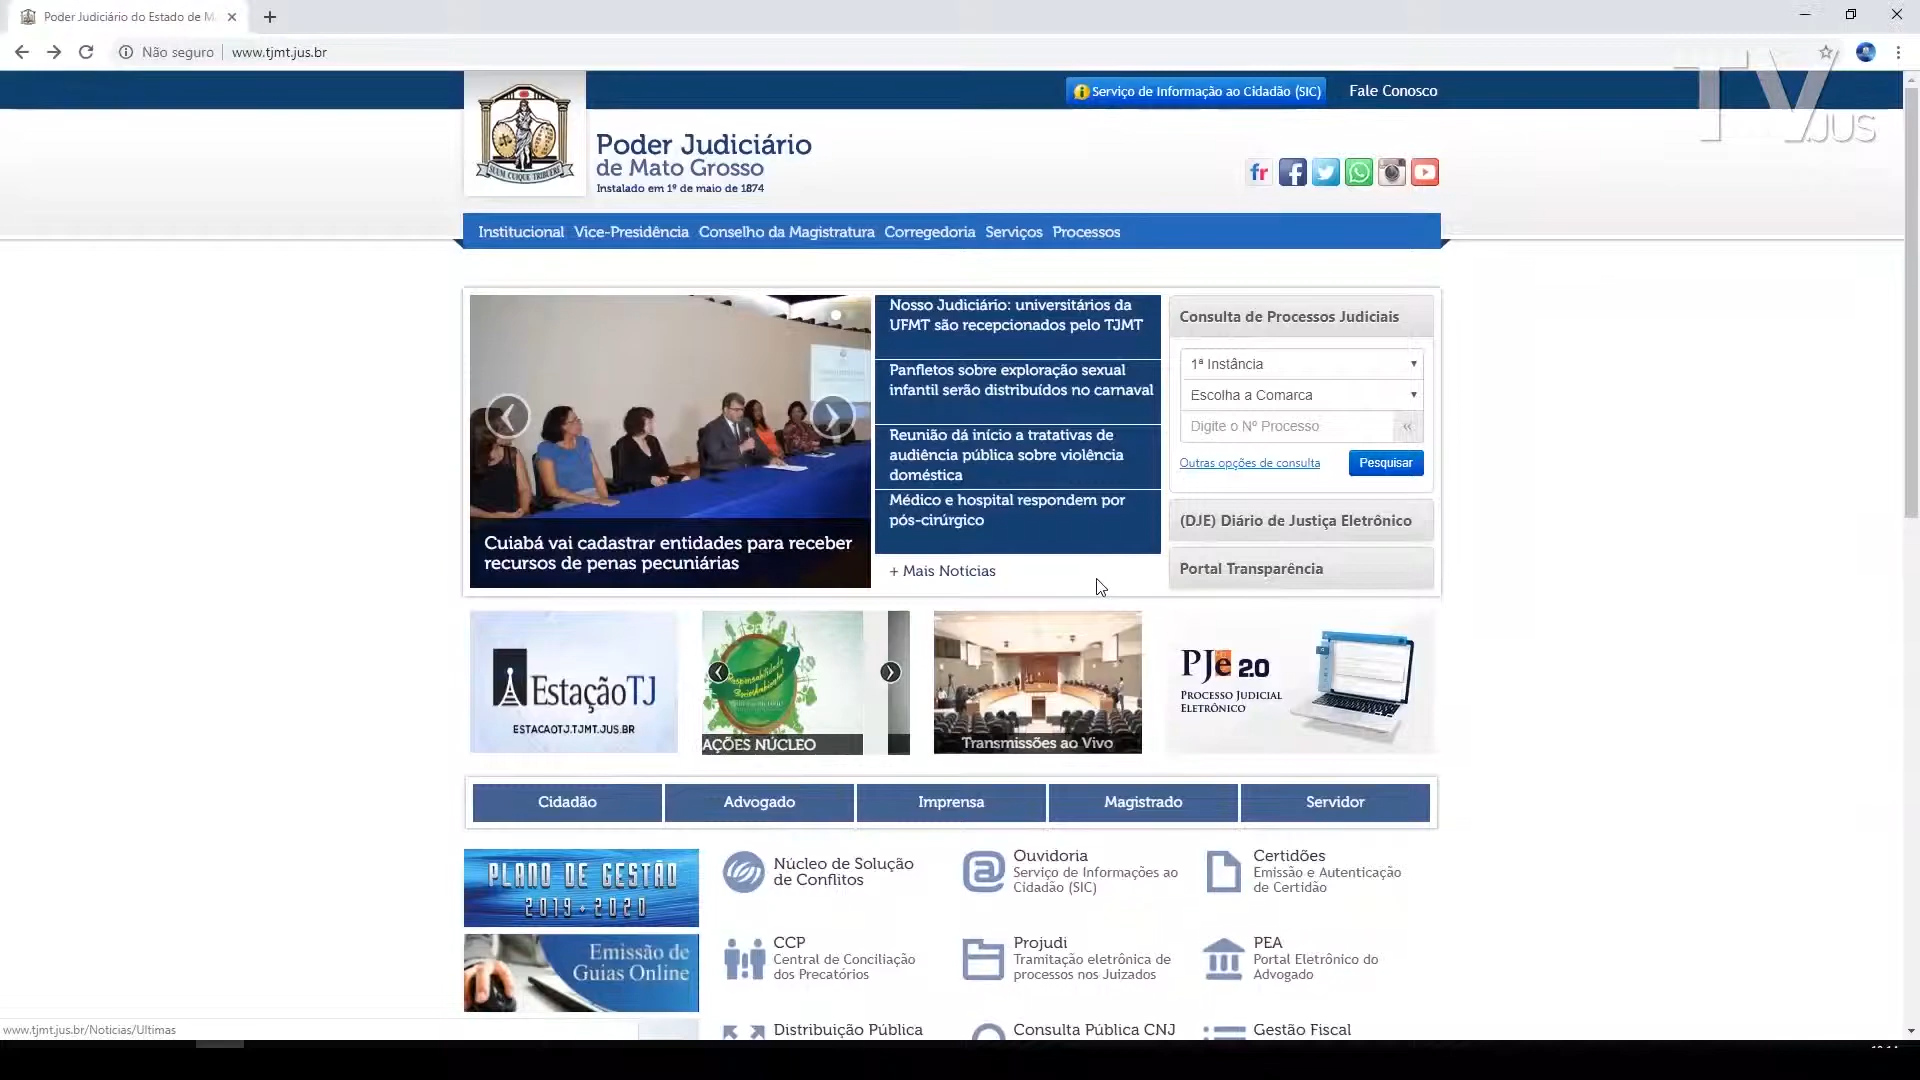 Poder Judiciário do Estado de M
Não seguro
www.tjmt.jus.br
TV.JUS
Serviço de Informação ao Cidadão (SIC)
Fale Conosco
SUUM CUIQUE TRIBUERE
Poder Judiciário
de Mato Grosso
Instalado em 1º de maio de 1874
fr
Institucional Vice-Presidência Conselho da Magistratura Corregedoria Serviços Processos
Cuiabá vai cadastrar entidades para receber
recursos de penas pecuniárias
Nosso Judiciário: universitários da
UFMT são recepcionados pelo TJMT
Panfletos sobre exploração sexual
infantil serão distribuídos no carnaval
Reunião dá início a tratativas de
audiência pública sobre violência
doméstica
Médico e hospital respondem por
pós-cirúrgico
+ Mais Noticias
Consulta de Processos Judiciais
1ª Instância
Escolha a Comarca
Digite o Nº Processo
Outras opções de consulta
Pesquisar
(DJE) Diário de Justiça Eletrônico
Portal Transparência
EstaçãoTJ
ESTACAOTJ.TJMT.JUS.BR
Responsabilidade
Socioambiental
AÇÕES NÚCLEO
Transmissões ao Vivo
PJe 2.0
PROCESSO JUDICIAL
ELETRÔNICO
Cidadão
Advogado
Imprensa
Magistrado
Servidor
PLANO DE GESTÃO
2019 • 2020
Emissão de
Guias Online
Núcleo de Solução
de Conflitos
Ouvidoria
Serviço de Informações ao
Cidadão (SIC)
Certidões
Emissão e Autenticação
de Certidão
CCP
Central de Conciliação
dos Precatórios
Projudi
Tramitação eletrônica de
processos nos Juizados
PEA
Portal Eletrônico do
Advogado
Distribuição Pública
Consulta Pública CNJ
Gestão Fiscal
www.tjmt.jus.br/Noticias/Ultimas